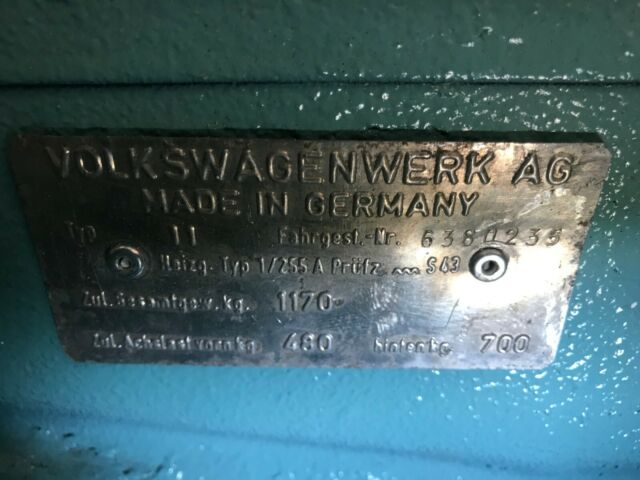 VOLKSWAGENWERK AG
MADE IN GERMANY
Typ 11 Fahrgest.-Nr. 6380235
Heizg. Typ 1/255 A Prüfz. S 43
Zul. Gesamtgew. kg. 1170-
Zul. Achslast vorn kg. 480 hinten kg. 700